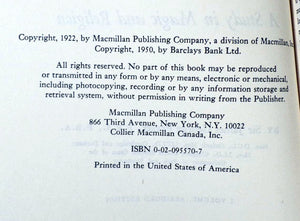 Copyright, 1922, by Macmillan Publishing Company, a division of Macmillan, Inc.
Copyright, 1950, by Barclays Bank Ltd.
All rights reserved. No part of this book may be reproduced
or transmitted in any form or by any means, electronic or mechanical,
including photocopying, recording or by any information storage and
retrieval system, without permission in writing from the Publisher.
Macmillan Publishing Company
866 Third Avenue, New York, N.Y. 10022
Collier Macmillan Canada, Inc.
ISBN 0-02-095570-7
Printed in the United States of America